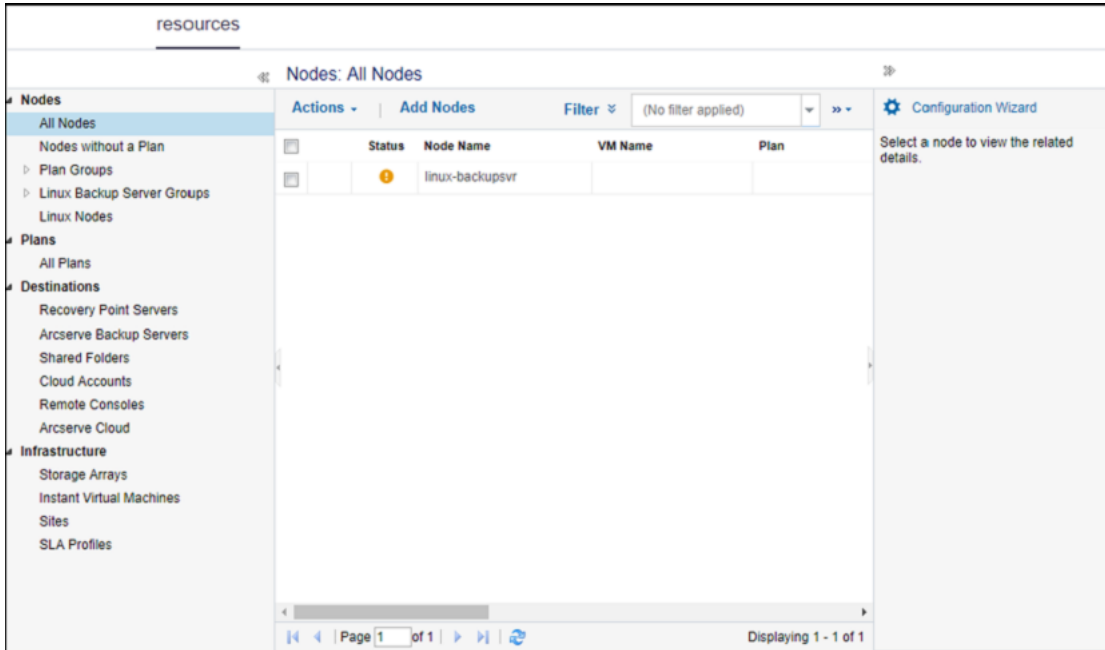 resources
Nodes: All Nodes
Nodes
All Nodes
Nodes without a Plan
Plan Groups
Linux Backup Server Groups
Linux Nodes
Plans
All Plans
Destinations
Recovery Point Servers
Arcserve Backup Servers
Shared Folders
Cloud Accounts
Remote Consoles
Arcserve Cloud
Infrastructure
Storage Arrays
Instant Virtual Machines
Sites
SLA Profiles
Actions | Add Nodes Filter (No filter applied)
Status Node Name VM Name Plan
linux-backupsvr
Page 1 of 1 Displaying 1 - 1 of 1
Configuration Wizard
Select a node to view the related
details.